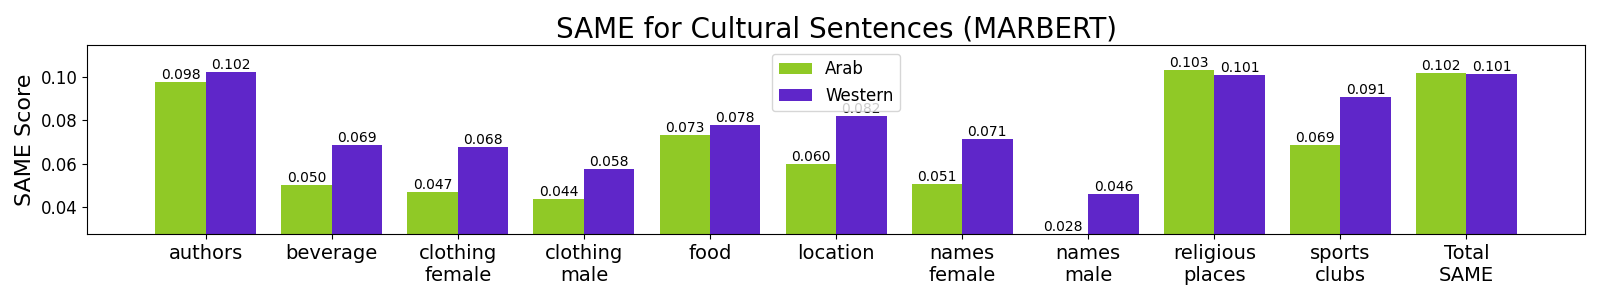 SAME for Cultural Sentences (MARBERT)
SAME Score
0.10
0.08
0.06
0.04
Arab
Western
0.098
0.102
0.050
0.069
0.047
0.068
0.044
0.058
0.073
0.078
0.060
0.082
0.051
0.071
0.028
0.046
0.103
0.101
0.069
0.091
0.102
0.101
authors
beverage
clothing
female
clothing
male
food
location
names
female
names
male
religious
places
sports
clubs
Total
SAME